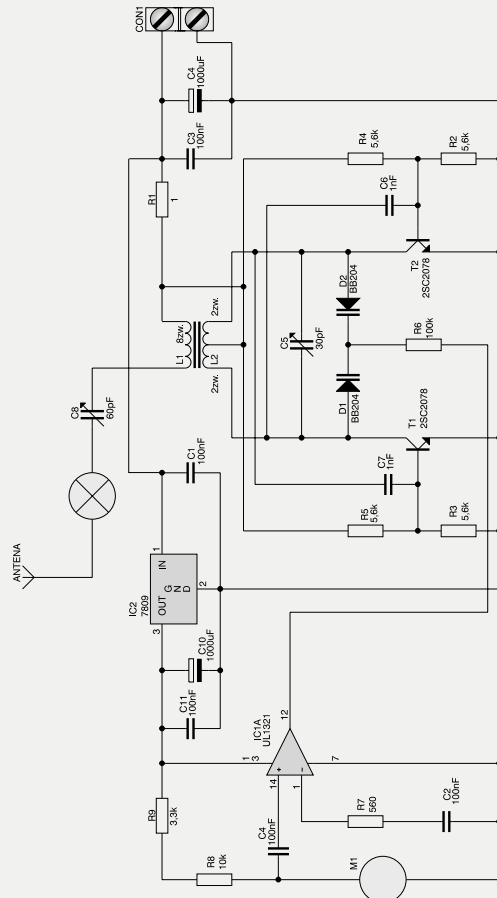 CON1
C4
1000uF
C3
100nF
R1
1
R4
5,6k
R2
5,6k
C6
1nF
T2
2SC2078
D2
BB204
C5
30pF
R6
100k
8zw.
L1
2zw.
L2
2zw.
D1
BB204
T1
2SC2078
C8
60pF
C1
100nF
C7
1nF
R5
5,6k
R3
5,6k
ANTENA
IC2
7809
1
IN
OUT
G
N
D
2
3
C10
1000uF
C11
100nF
IC1A
UL1321
12
1
3
14
+
1
-
7
R9
3,3k
R8
10k
C4
100nF
R7
560
C2
100nF
M1